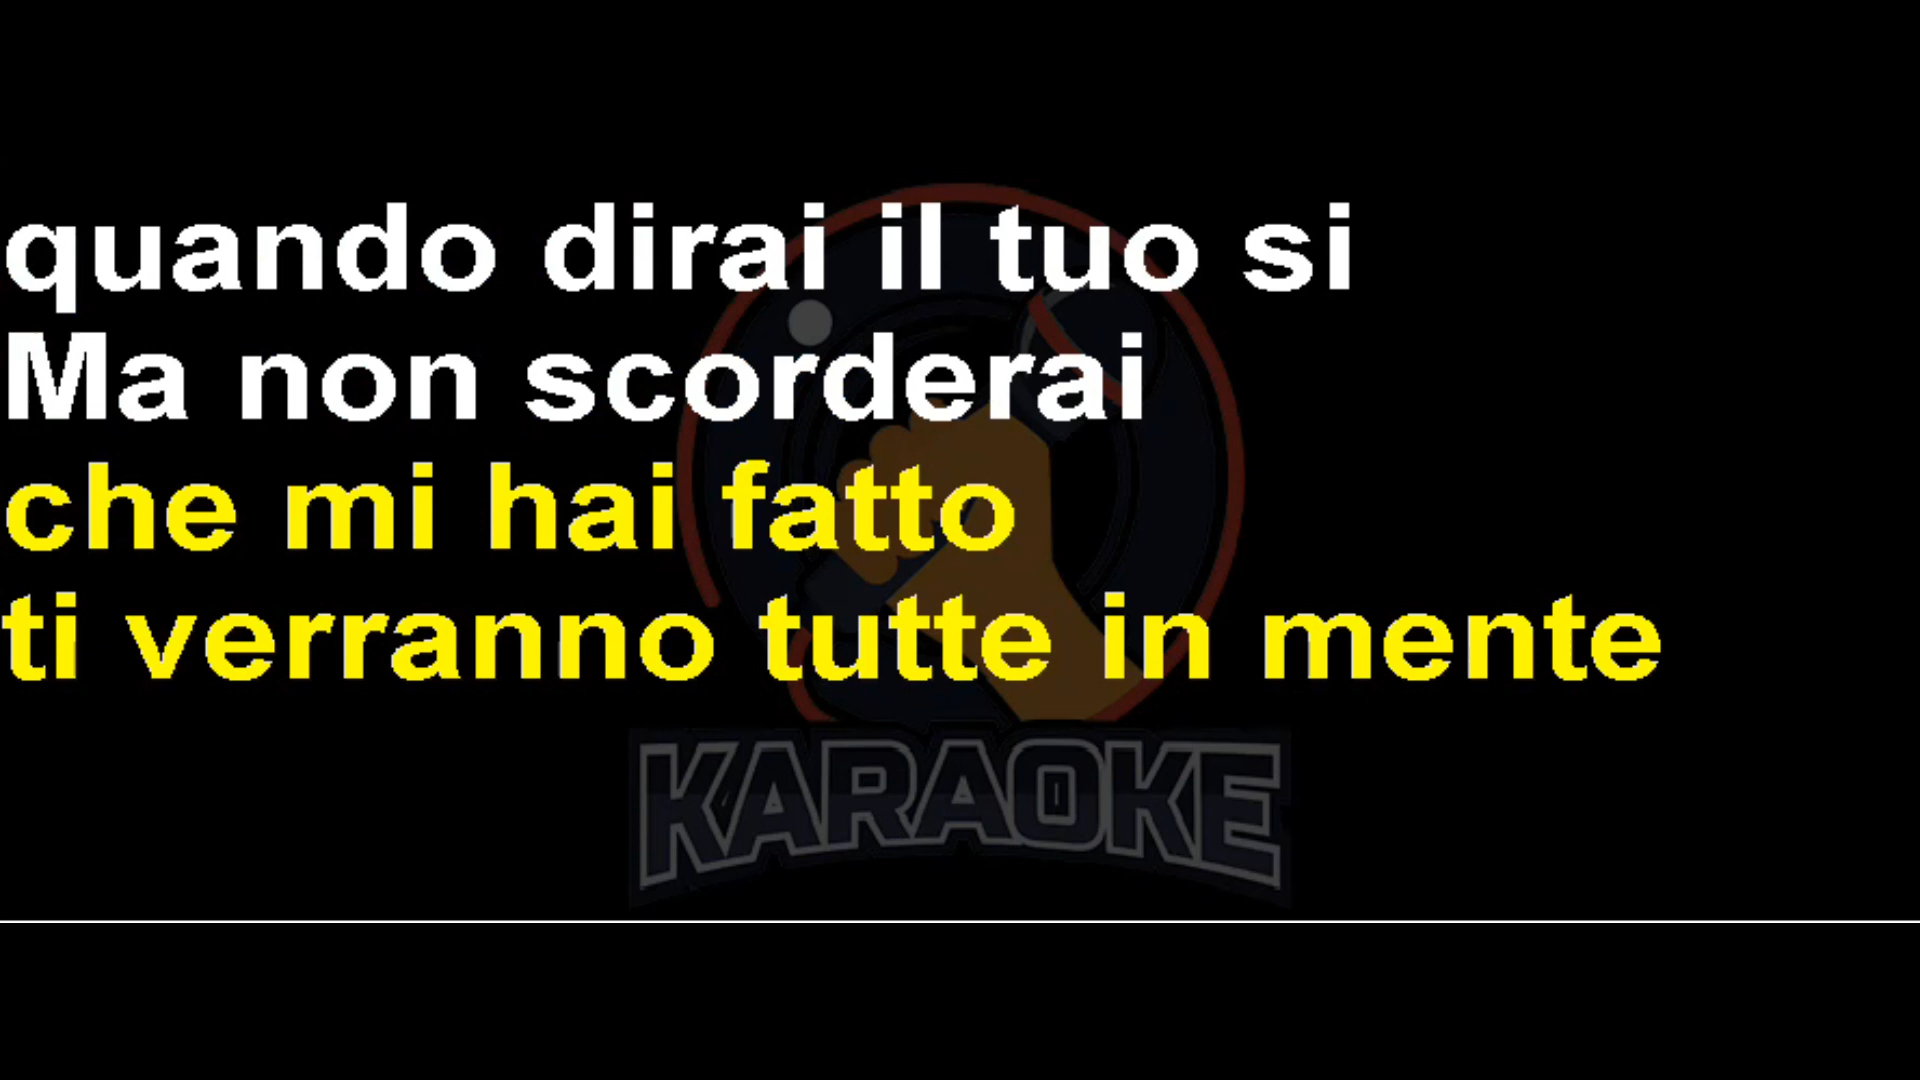 quando dirai il tuo si
Ma non scorderai
che mi hai fatto
ti verranno tutte in mente
KARAOKE